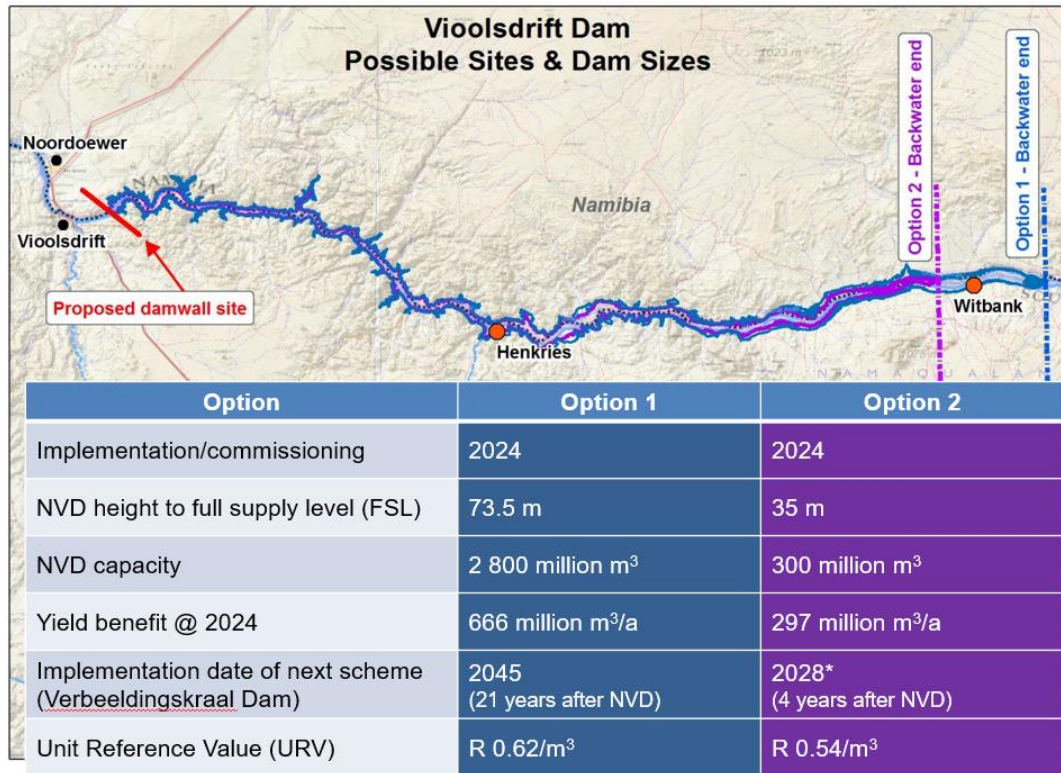 Vioolsdrift Dam
Possible Sites & Dam Sizes
Option 2 - Backwater end
Option 1 - Backwater end
Noordoewer
NAMIBIA
Namibia
Vioolsdrift
Proposed damwall site
Witbank
Henkries
Option Option 1 Option 2
Implementation/commissioning 2024 2024
NVD height to full supply level (FSL) 73.5 m 35 m
NVD capacity 2 800 million m³ 300 million m³
Yield benefit @ 2024 666 million m³/a 297 million m³/a
Implementation date of next scheme 2045 2028*
(Verbeeldingskraal Dam) (21 years after NVD) (4 years after NVD)
Unit Reference Value (URV) R 0.62/m³ R 0.54/m³